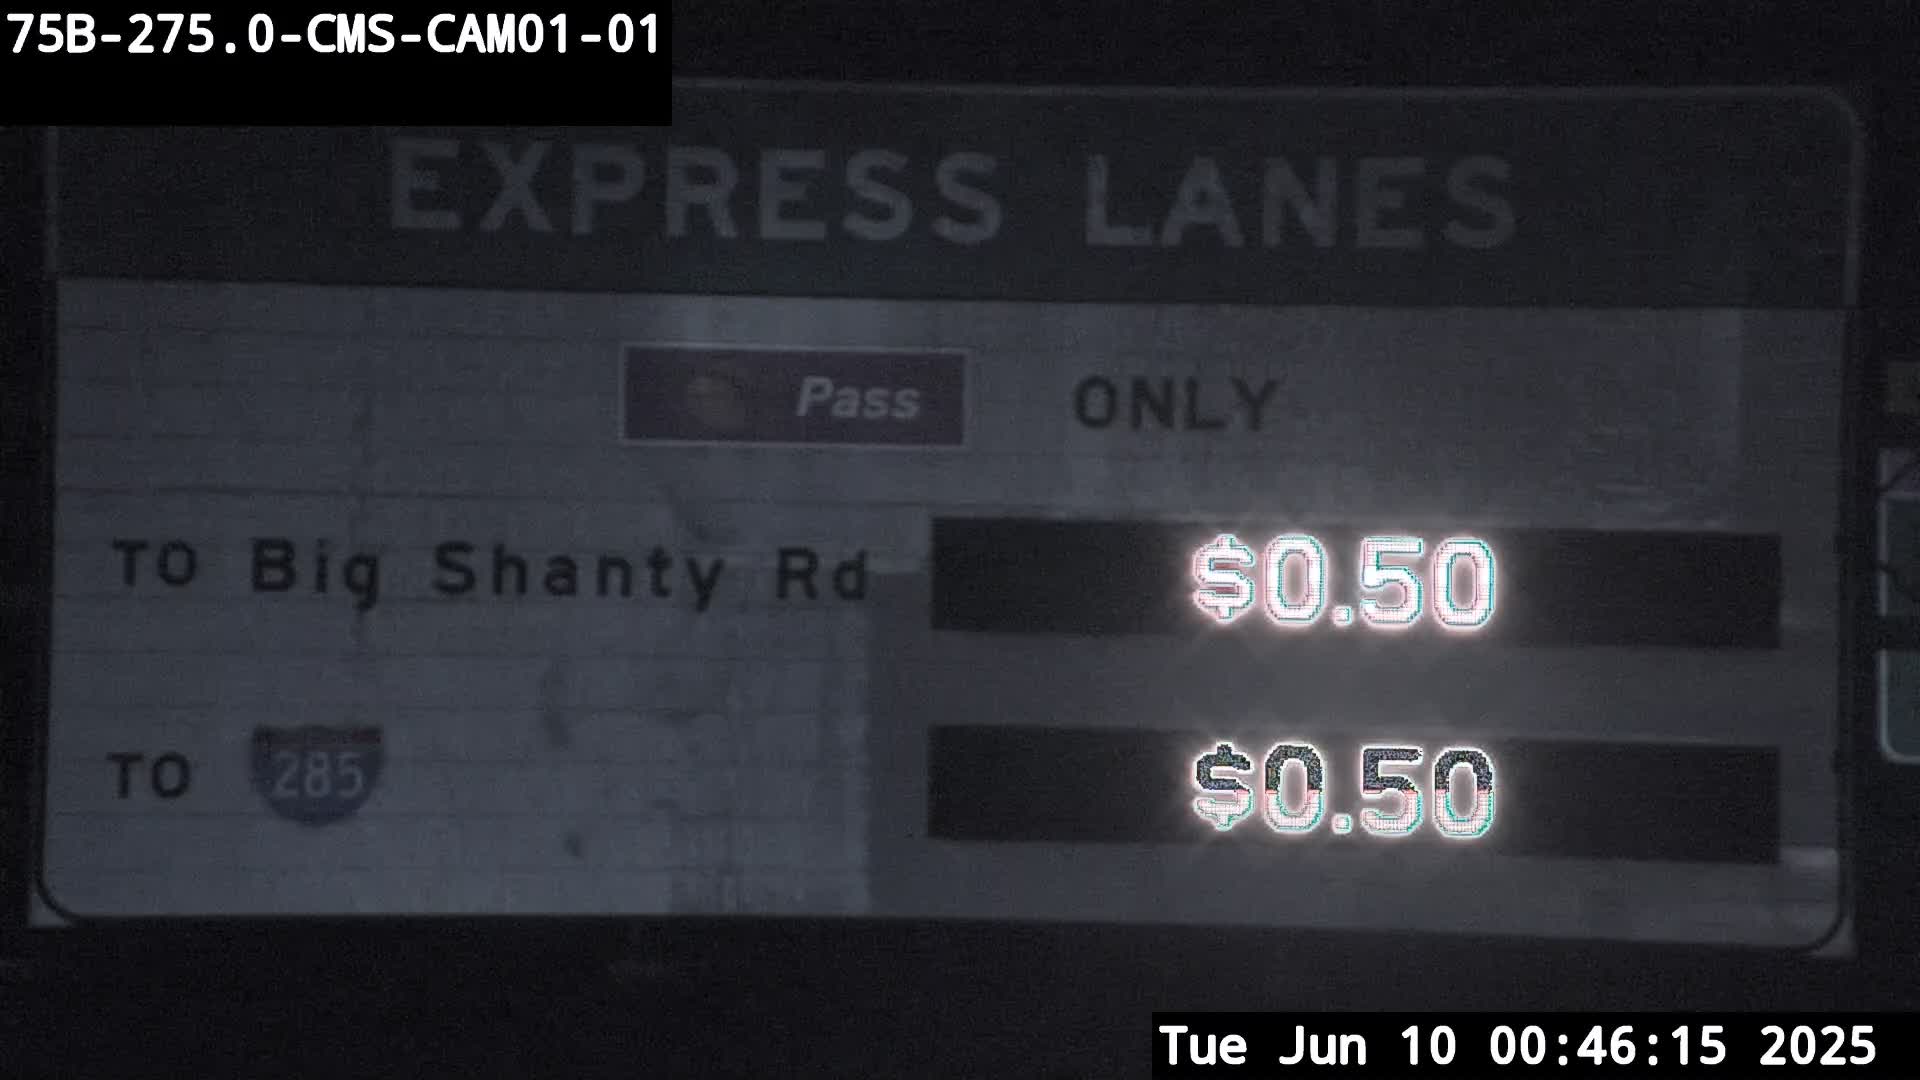 75B-275.0-CMS-CAM01-01
EXPRESS LANES
Pass ONLY
TO Big Shanty Rd $0.50
TO 285 $0.50
Tue Jun 10 00:46:15 2025